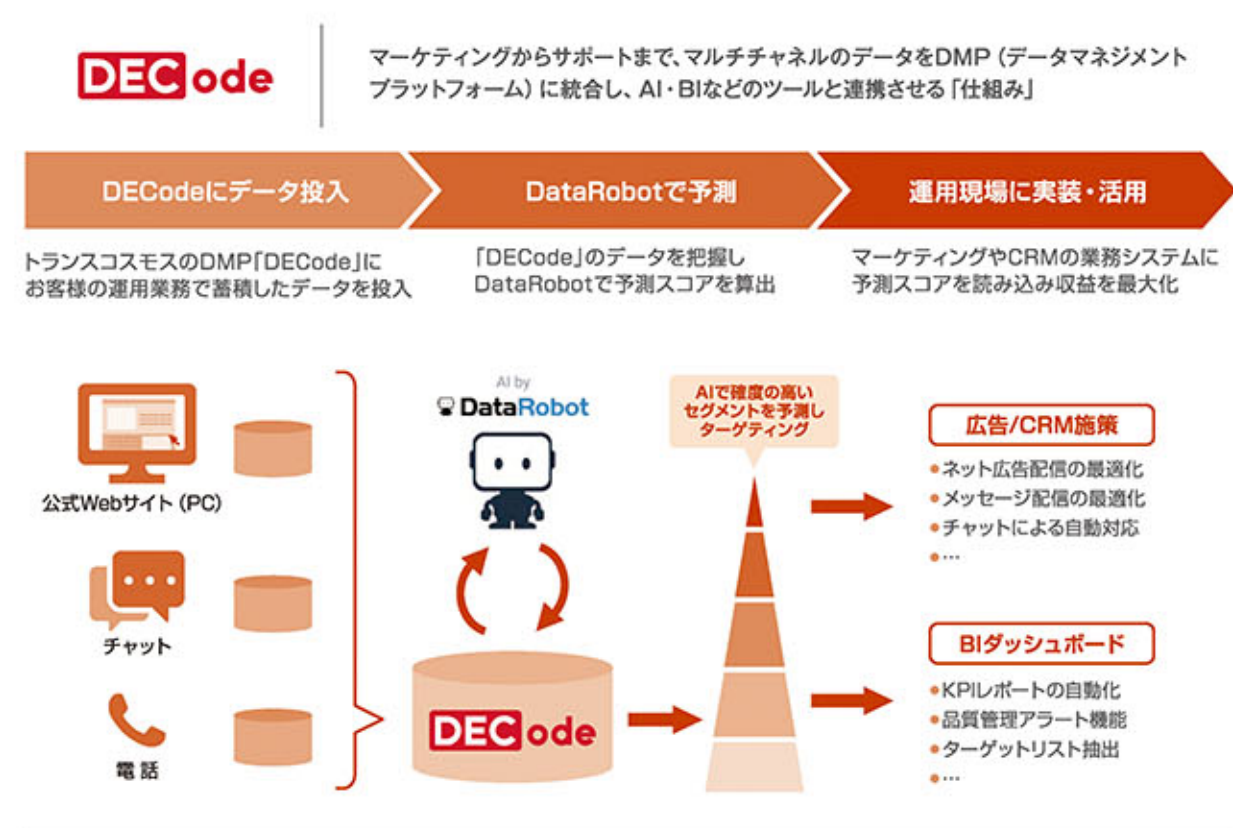 DECode
マーケティングからサポートまで、マルチチャネルのデータをDMP（データマネジメント
プラットフォーム）に統合し、AI・BIなどのツールと連携させる「仕組み」
DECodeにデータ投入
DataRobotで予測
運用現場に実装・活用
トランスコスモスのDMP「DECode」に
お客様の運用業務で蓄積したデータを投入
「DECode」のデータを把握し
DataRobotで予測スコアを算出
マーケティングやCRMの業務システムに
予測スコアを読み込み収益を最大化
公式Webサイト（PC）
チャット
電話
AI by
DataRobot
DECode
AIで確度の高い
セグメントを予測し
ターゲティング
広告/CRM施策
●ネット広告配信の最適化
●メッセージ配信の最適化
●チャットによる自動対応
●…
BIダッシュボード
●KPIレポートの自動化
●品質管理アラート機能
●ターゲットリスト抽出
●…